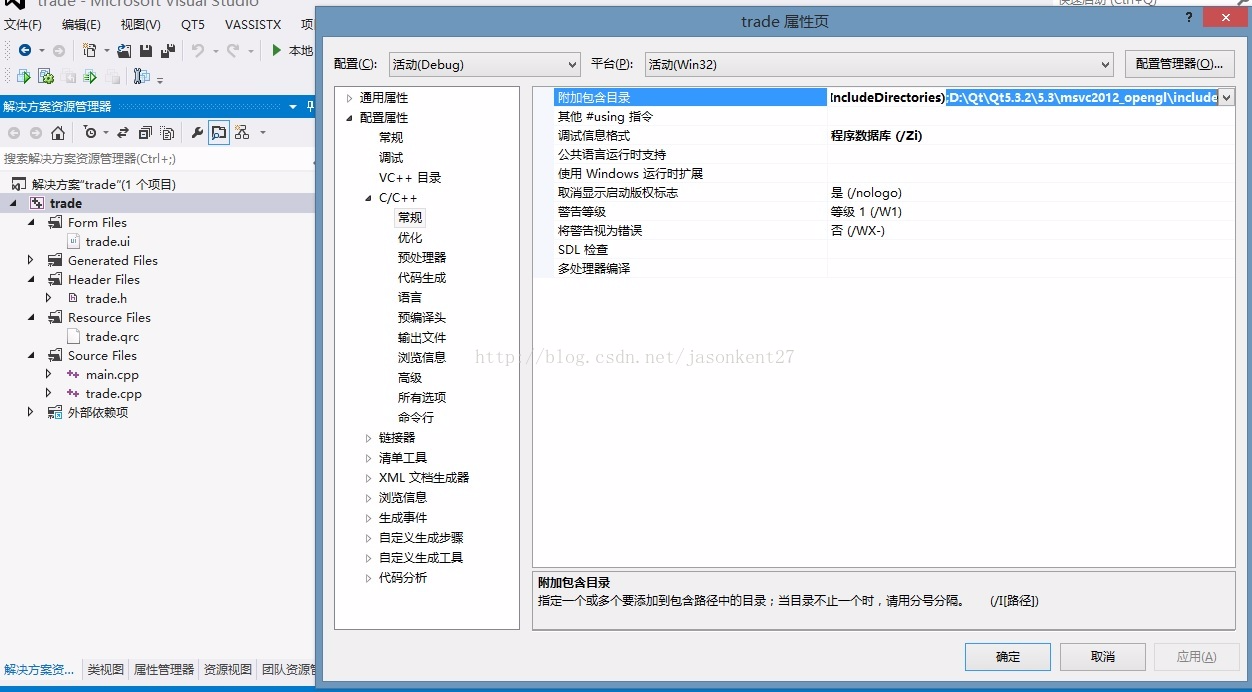 trade - Microsoft Visual Studio
快速启动 (Ctrl+Q)
文件(F) 编辑(E) 视图(V) QT5 VASSISTX 项
本地
解决方案资源管理器
搜索解决方案资源管理器(Ctrl+;)
解决方案"trade"(1 个项目)
trade
Form Files
trade.ui
Generated Files
Header Files
trade.h
Resource Files
trade.qrc
Source Files
main.cpp
trade.cpp
外部依赖项
解决方案资... 类视图 属性管理器 资源视图 团队资源管
trade 属性页
? ×
配置(C): 活动(Debug) 平台(P): 活动(Win32) 配置管理器(O)...
通用属性
配置属性
常规
调试
VC++ 目录
C/C++
常规
优化
预处理器
代码生成
语言
预编译头
输出文件
浏览信息
高级
所有选项
命令行
链接器
清单工具
XML 文档生成器
浏览信息
生成事件
自定义生成步骤
自定义生成工具
代码分析
附加包含目录 IncludeDirectories);D:\Qt\Qt5.3.2\5.3\msvc2012_opengl\include
其他 #using 指令
调试信息格式 程序数据库 (/Zi)
公共语言运行时支持
使用 Windows 运行时扩展
取消显示启动版权标志 是 (/nologo)
警告等级 等级 1 (/W1)
将警告视为错误 否 (/WX-)
SDL 检查
多处理器编译
http://blog.csdn.net/jasonkent27
附加包含目录
指定一个或多个要添加到包含路径中的目录；当目录不止一个时，请用分号分隔。 (/I[路径])
确定 取消 应用(A)